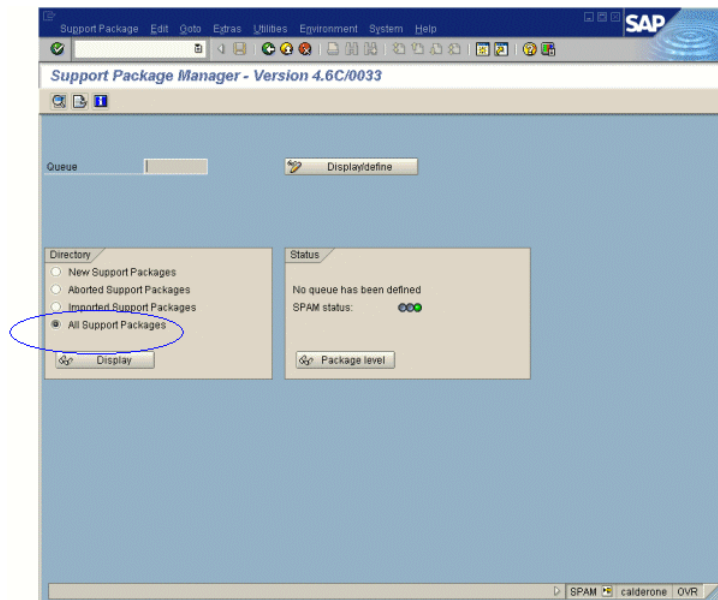 Support Package Edit Goto Extras Utilities Environment System Help
SAP
Support Package Manager - Version 4.6C/0033
Queue
Display/define
Directory
New Support Packages
Aborted Support Packages
Imported Support Packages
All Support Packages
Display
Status
No queue has been defined
SPAM status:
Package level
SPAM calderone OVR